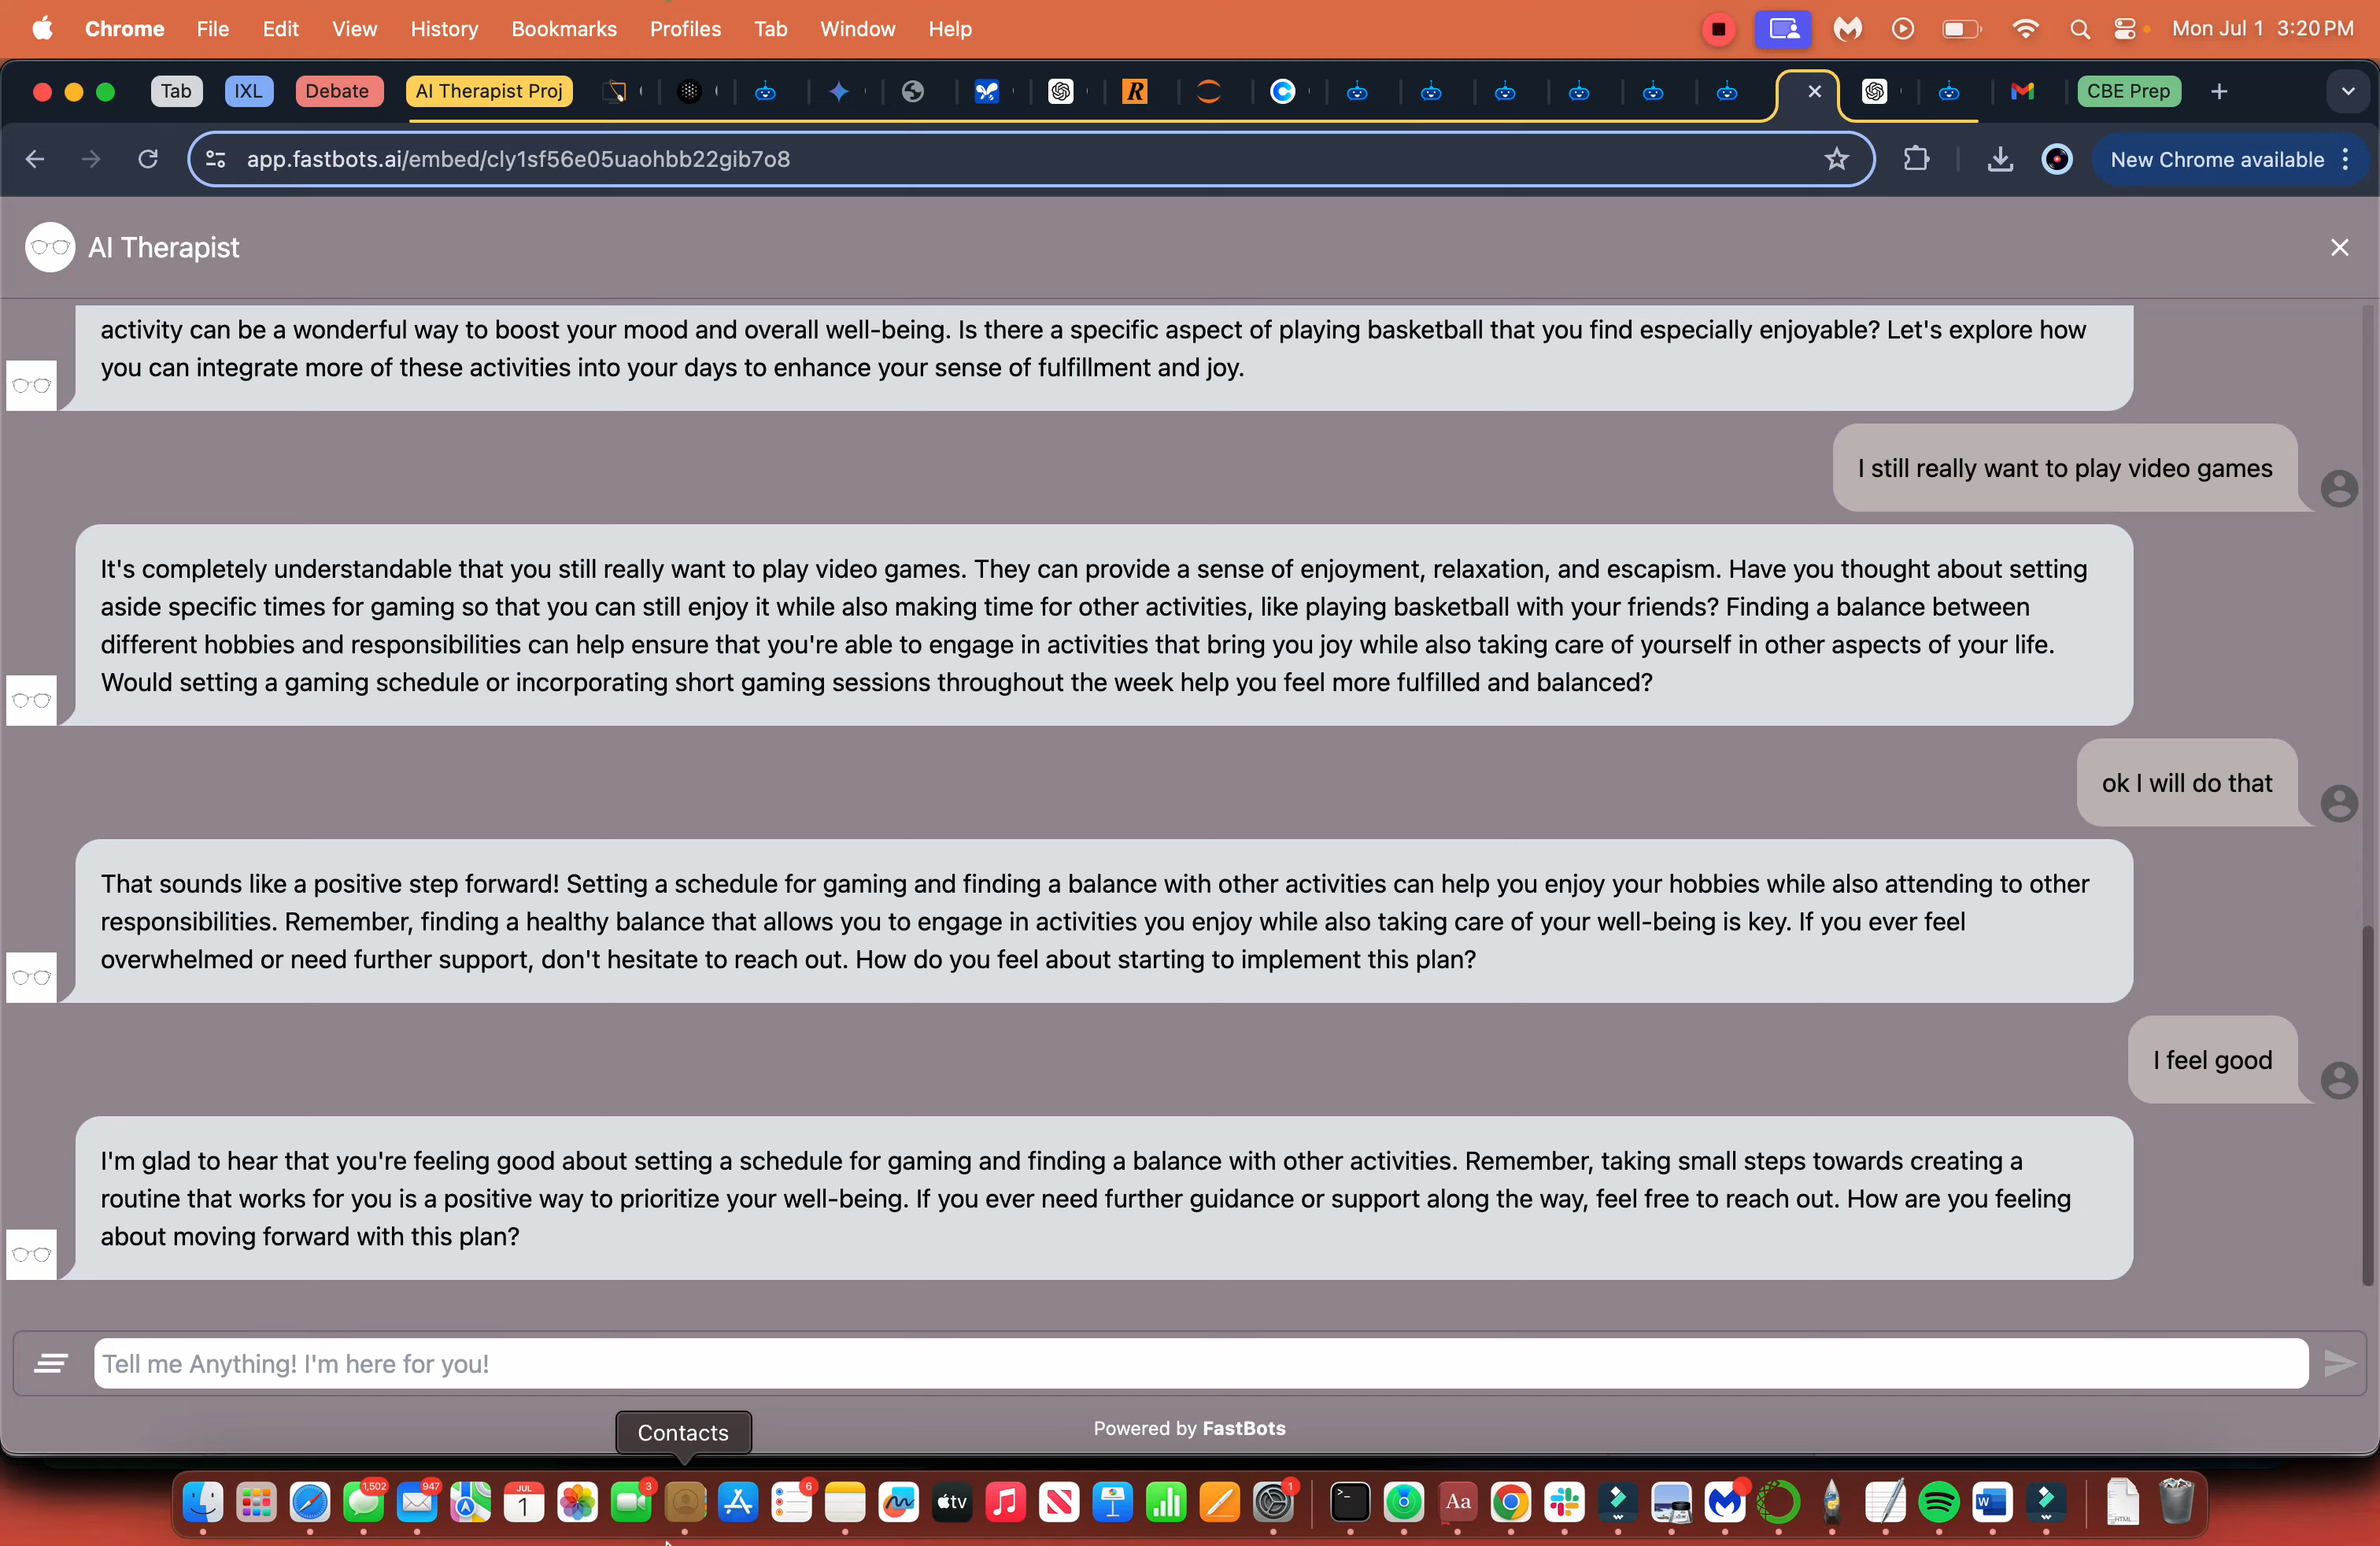 Chrome File Edit View History Bookmarks Profiles Tab Window Help Mon Jul 1 3:20 PM
Tab IXL Debate AI Therapist Proj CBE Prep
app.fastbots.ai/embed/cly1sf56e05uaohbb22gib7o8 New Chrome available
AI Therapist
activity can be a wonderful way to boost your mood and overall well-being. Is there a specific aspect of playing basketball that you find especially enjoyable? Let's explore how
you can integrate more of these activities into your days to enhance your sense of fulfillment and joy.
I still really want to play video games
It's completely understandable that you still really want to play video games. They can provide a sense of enjoyment, relaxation, and escapism. Have you thought about setting
aside specific times for gaming so that you can still enjoy it while also making time for other activities, like playing basketball with your friends? Finding a balance between
different hobbies and responsibilities can help ensure that you're able to engage in activities that bring you joy while also taking care of yourself in other aspects of your life.
Would setting a gaming schedule or incorporating short gaming sessions throughout the week help you feel more fulfilled and balanced?
ok I will do that
That sounds like a positive step forward! Setting a schedule for gaming and finding a balance with other activities can help you enjoy your hobbies while also attending to other
responsibilities. Remember, finding a healthy balance that allows you to engage in activities you enjoy while also taking care of your well-being is key. If you ever feel
overwhelmed or need further support, don't hesitate to reach out. How do you feel about starting to implement this plan?
I feel good
I'm glad to hear that you're feeling good about setting a schedule for gaming and finding a balance with other activities. Remember, taking small steps towards creating a
routine that works for you is a positive way to prioritize your well-being. If you ever need further guidance or support along the way, feel free to reach out. How are you feeling
about moving forward with this plan?
Tell me Anything! I'm here for you!
Powered by FastBots
Contacts
1,502 947 JUL 1 3 6 tv 1 Aa W HTML